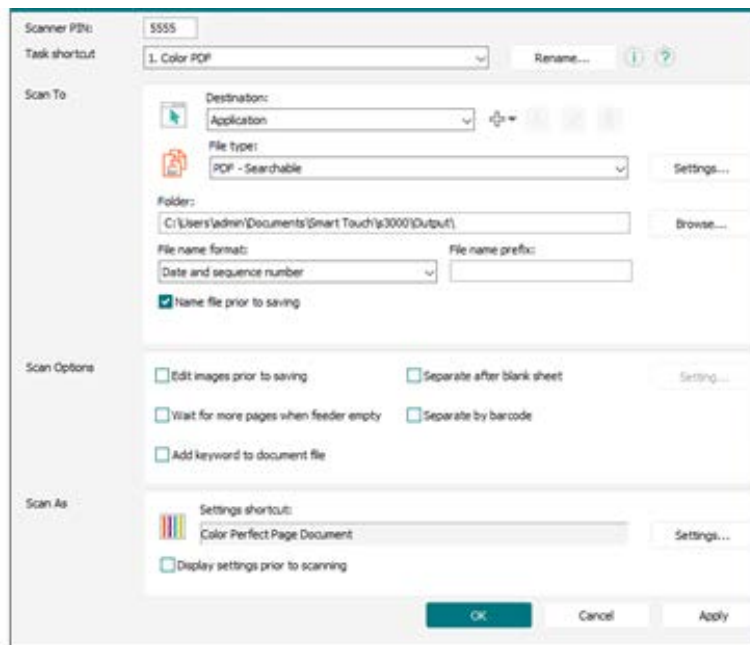 Scanner PIN: 5555
Task shortcut 1. Color PDF Rename... i ?
Scan To
Destination:
Application
File type:
PDF - Searchable Settings...
Folder:
C:\Users\admin\Documents\Smart Touch\s3000\Output\ Browse...
File name format: File name prefix:
Date and sequence number
Name file prior to saving
Scan Options
Edit images prior to saving Separate after blank sheet Setting...
Wait for more pages when feeder empty Separate by barcode
Add keyword to document file
Scan As
Settings shortcut:
Color Perfect Page Document Settings...
Display settings prior to scanning
OK Cancel Apply